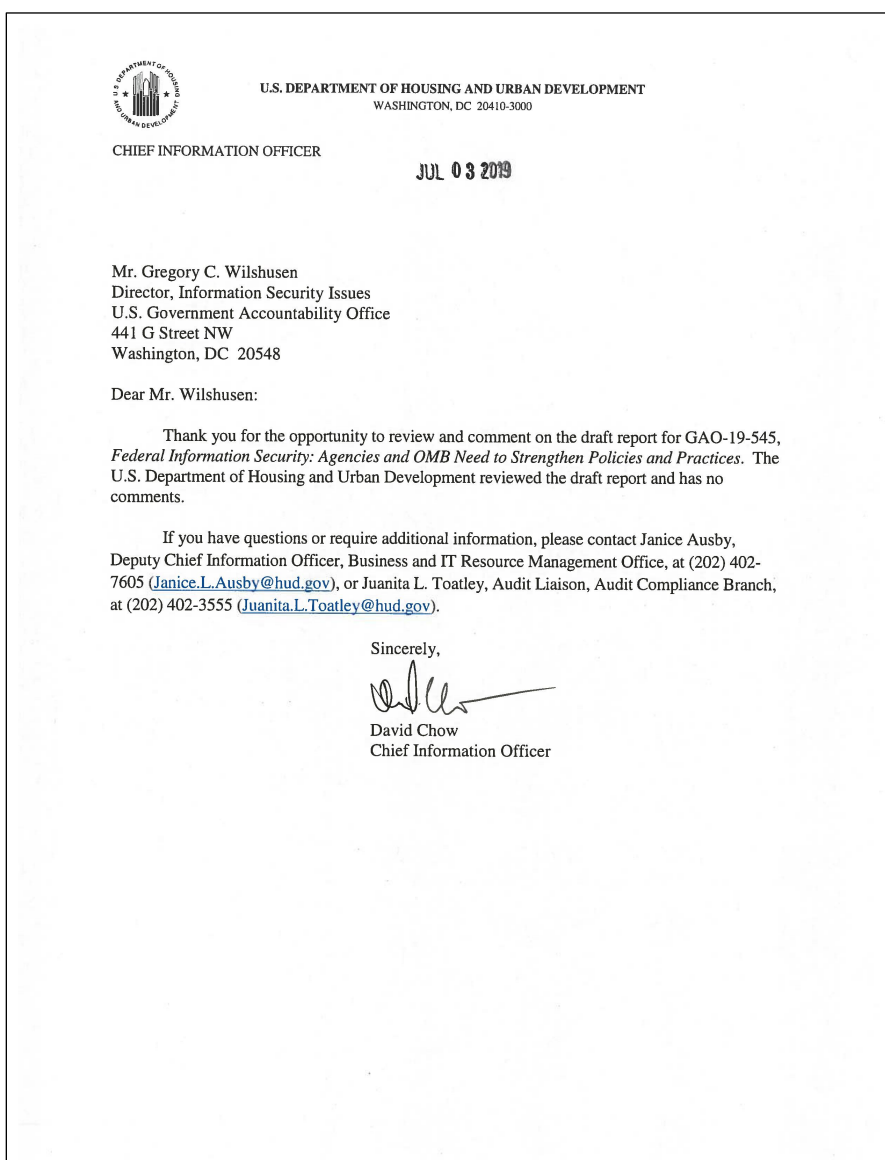 U.S. DEPARTMENT OF HOUSING AND URBAN DEVELOPMENT
U.S. DEPARTMENT OF HOUSING AND URBAN DEVELOPMENT
WASHINGTON, DC 20410-3000
CHIEF INFORMATION OFFICER
JUL 03 2019
Mr. Gregory C. Wilshusen
Director, Information Security Issues
U.S. Government Accountability Office
441 G Street NW
Washington, DC 20548
Dear Mr. Wilshusen:
Thank you for the opportunity to review and comment on the draft report for GAO-19-545,
Federal Information Security: Agencies and OMB Need to Strengthen Policies and Practices. The
U.S. Department of Housing and Urban Development reviewed the draft report and has no
comments.
If you have questions or require additional information, please contact Janice Ausby,
Deputy Chief Information Officer, Business and IT Resource Management Office, at (202) 402-
7605 (Janice.L.Ausby@hud.gov), or Juanita L. Toatley, Audit Liaison, Audit Compliance Branch,
at (202) 402-3555 (Juanita.L.Toatley@hud.gov).
Sincerely,
David Chow
Chief Information Officer